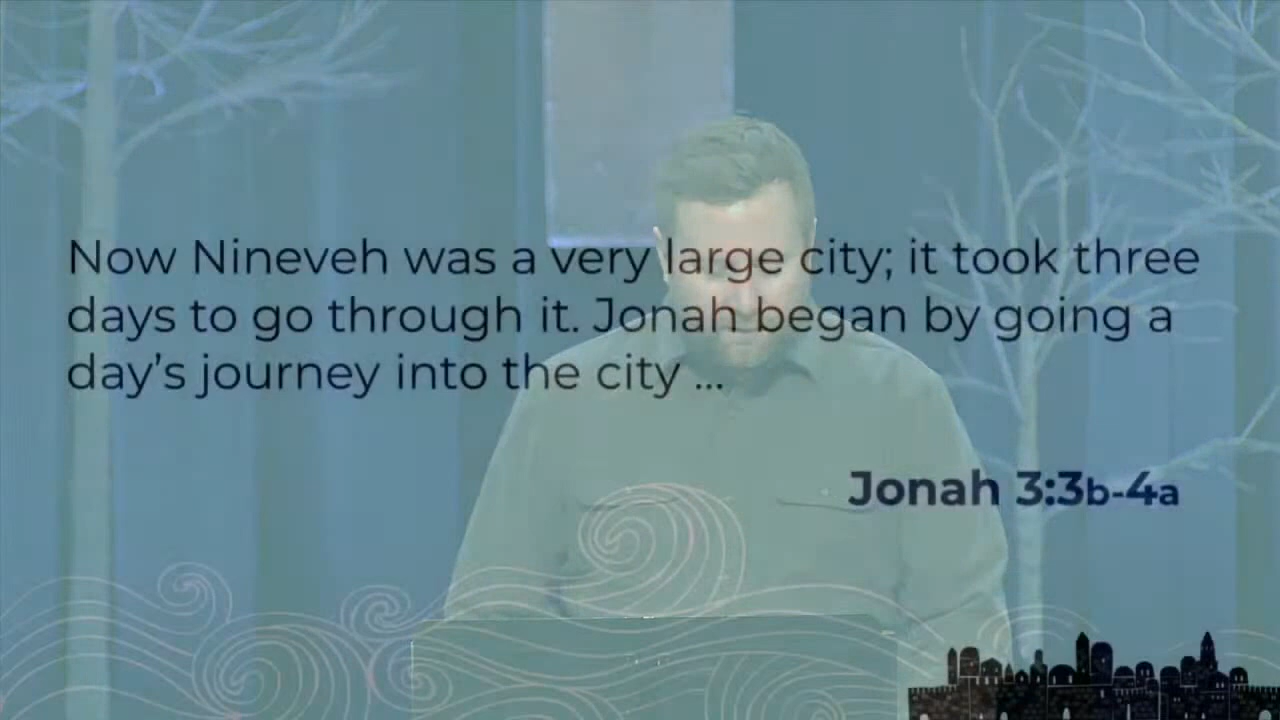 Now Nineveh was a very large city; it took three
days to go through it. Jonah began by going a
day’s journey into the city ...
Jonah 3:3b-4a